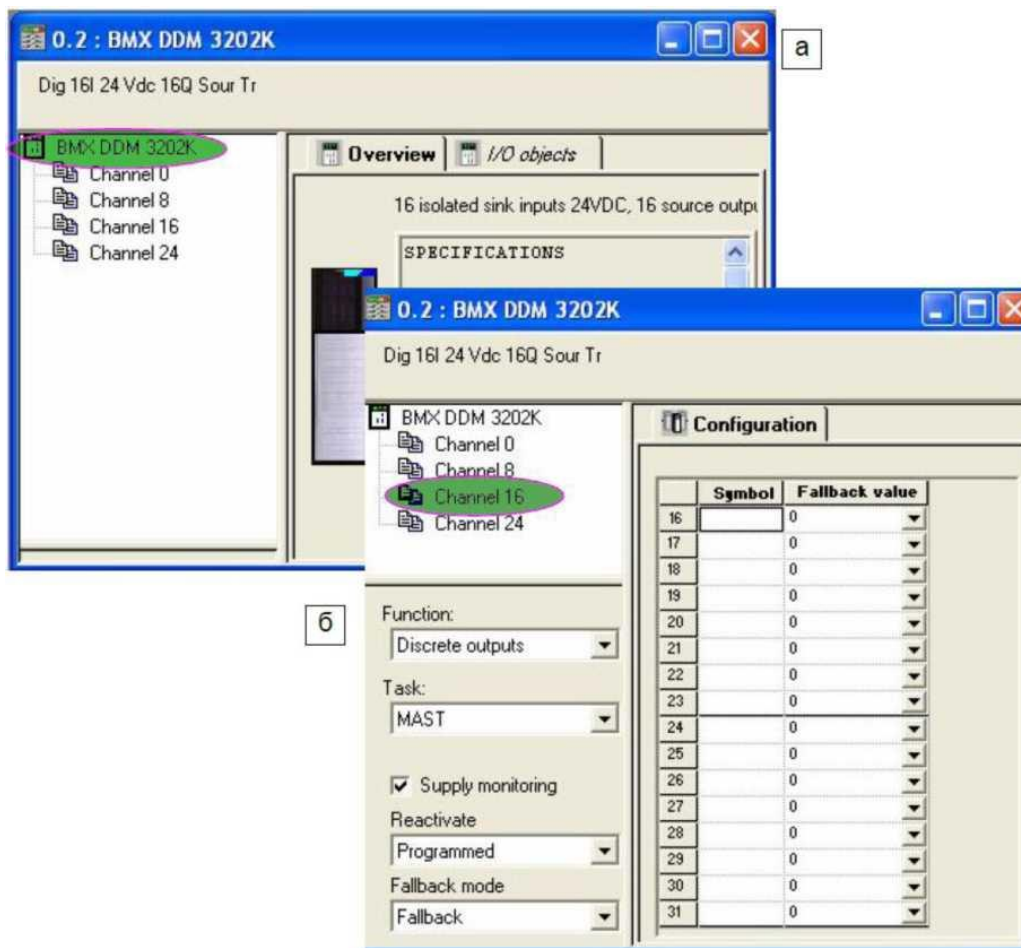 0.2 : BMX DDM 3202K
а
Dig 16I 24 Vdc 16Q Sour Tr
BMX DDM 3202K
Channel 0
Channel 8
Channel 16
Channel 24
Overview
I/O objects
16 isolated sink inputs 24VDC, 16 source outpu
SPECIFICATIONS
0.2 : BMX DDM 3202K
Dig 16I 24 Vdc 16Q Sour Tr
BMX DDM 3202K
Channel 0
Channel 8
Channel 16
Channel 24
б
Function:
Discrete outputs
Task:
MAST
Supply monitoring
Reactivate
Programmed
Fallback mode
Fallback
Configuration
Symbol Fallback value
16 0
17 0
18 0
19 0
20 0
21 0
22 0
23 0
24 0
25 0
26 0
27 0
28 0
29 0
30 0
31 0